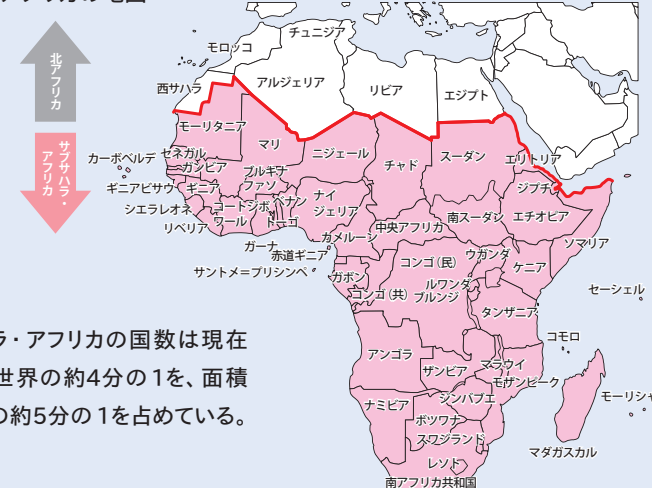 アフリカの地図
北アフリカ
サブサハラ・
アフリカ
モロッコ
チュニジア
西サハラ
アルジェリア
リビア
エジプト
モーリタニア
マリ
ニジェール
チャド
スーダン
エリトリア
カーボベルデ
セネガル
ガンビア
ブルキナ
ファソ
ジブチ
ギニアビサウ
ギニア
コートジボ
ワール
ベナン
ナイ
ジェリア
南スーダン
エチオピア
シエラレオネ
リベリア
トーゴ
カメルーン
中央アフリカ
ソマリア
ガーナ
赤道ギニア
サントメ=プリシンペ
ガボン
コンゴ(民)
ウガンダ
ケニア
コンゴ(共)
ルワンダ
ブルンジ
セーシェル
タンザニア
コモロ
アンゴラ
ザンビア
マラウイ
モザンビーク
ナミビア
ジンバブエ
ボツワナ
モーリシャ
スワジランド
マダガスカル
レソト
南アフリカ共和国
ラ・アフリカの国数は現在
世界の約4分の1を、面積
の約5分の1を占めている。